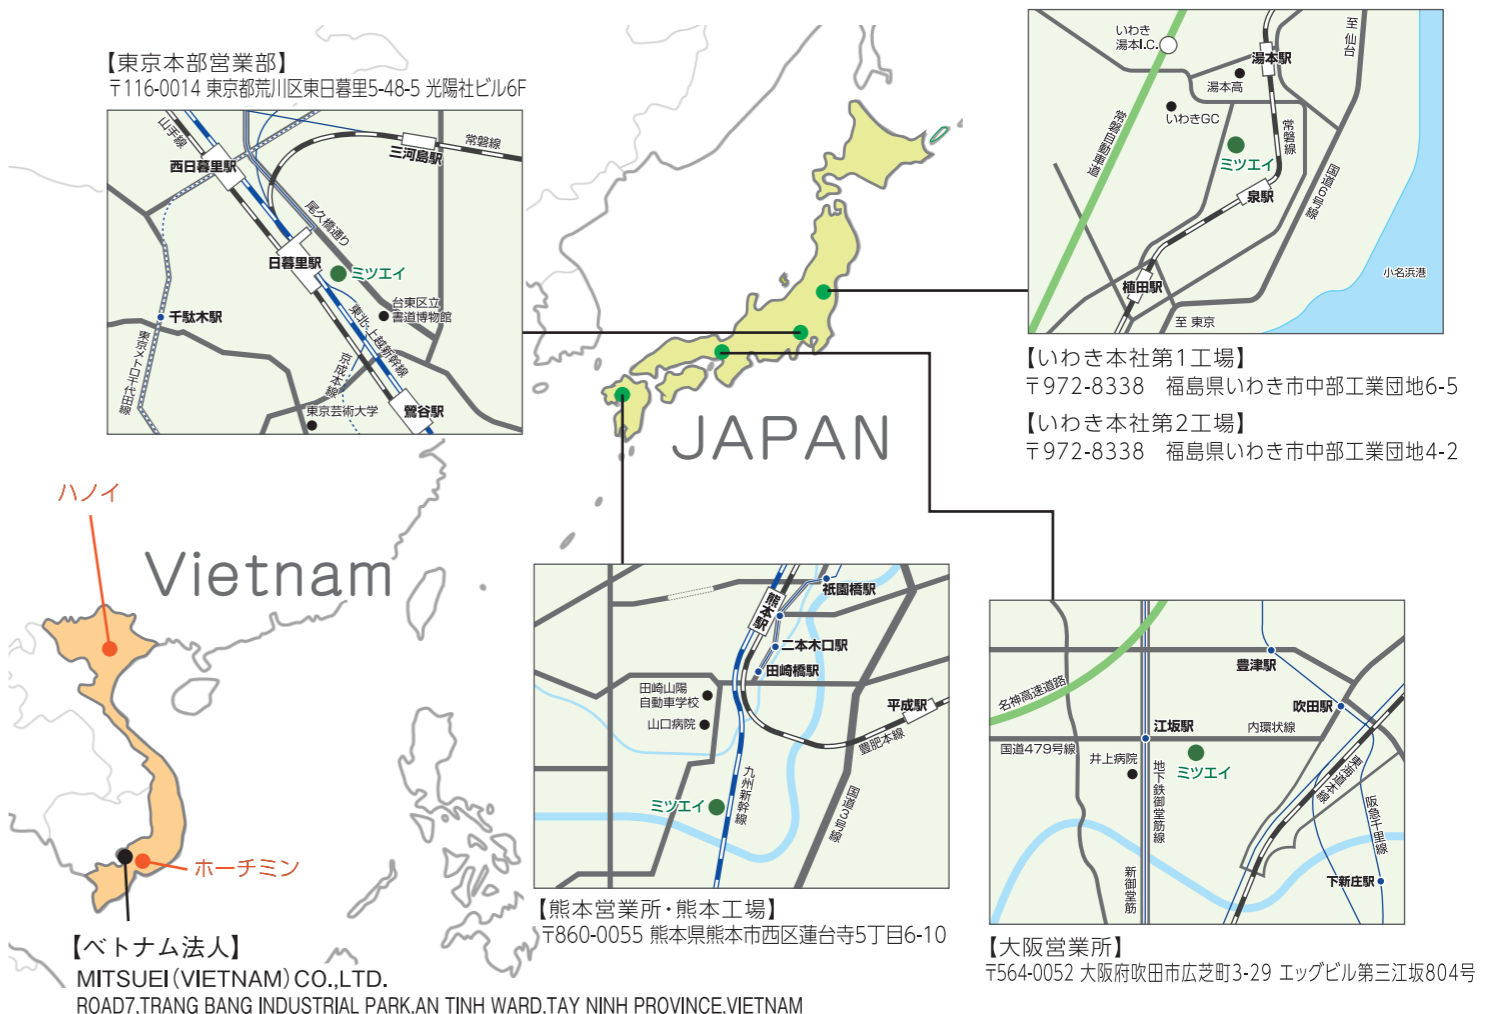 【東京本部営業部】
〒116-0014 東京都荒川区東日暮里5-48-5 光陽社ビル6F
山手線
西日暮里駅
三河島駅
常磐線
尾久橋通り
日暮里駅
ミツエイ
台東区立
書道博物館
千駄木駅
東京メトロ千代田線
東北・上越新幹線
京成本線
東京芸術大学
鶯谷駅
いわき
湯本I.C.
湯本駅
至 仙台
湯本高
いわきGC
常磐自動車道
常磐線
ミツエイ
国道6号線
泉駅
植田駅
小名浜港
至 東京
【いわき本社第1工場】
〒972-8338 福島県いわき市中部工業団地6-5
【いわき本社第2工場】
〒972-8338 福島県いわき市中部工業団地4-2
JAPAN
ハノイ
Vietnam
ホーチミン
【ベトナム法人】
MITSUEI(VIETNAM)CO.,LTD.
ROAD7.TRANG BANG INDUSTRIAL PARK.AN TINH WARD.TAY NINH PROVINCE.VIETNAM
祇園橋駅
熊本駅
二本木口駅
田崎橋駅
田崎山陽
自動車学校
山口病院
平成駅
豊肥本線
九州新幹線
国道3号線
ミツエイ
【熊本営業所・熊本工場】
〒860-0055 熊本県熊本市西区蓮台寺5丁目6-10
名神高速道路
豊津駅
吹田駅
江坂駅
内環状線
国道479号線
井上病院
ミツエイ
地下鉄御堂筋線
東海道本線
阪急千里線
新御堂筋
下新庄駅
【大阪営業所】
〒564-0052 大阪府吹田市広芝町3-29 エッグビル第三江坂804号